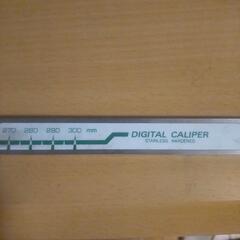 270 280 290 300 mm
DIGITAL CALIPER
STAINLESS HARDENED